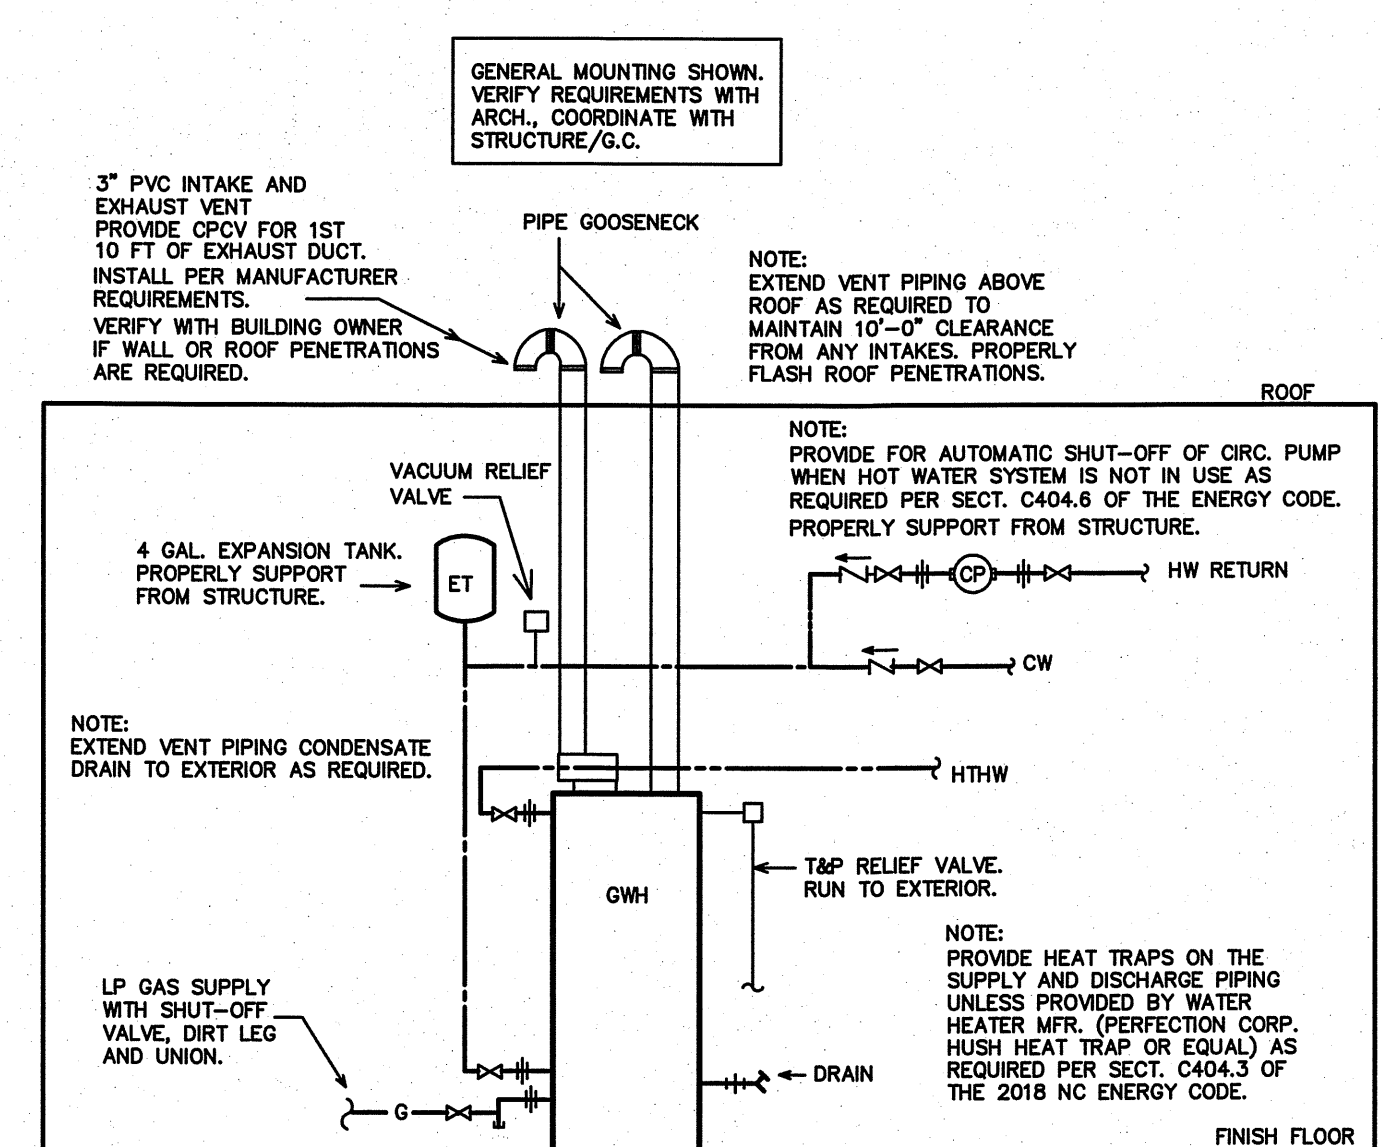 GENERAL MOUNTING SHOWN.
VERIFY REQUIREMENTS WITH
ARCH., COORDINATE WITH
STRUCTURE/G.C.
3" PVC INTAKE AND
EXHAUST VENT
PROVIDE CPCV FOR 1ST
10 FT OF EXHAUST DUCT.
INSTALL PER MANUFACTURER
REQUIREMENTS.
VERIFY WITH BUILDING OWNER
IF WALL OR ROOF PENETRATIONS
ARE REQUIRED.
PIPE GOOSENECK
NOTE:
EXTEND VENT PIPING ABOVE
ROOF AS REQUIRED TO
MAINTAIN 10'-0" CLEARANCE
FROM ANY INTAKES. PROPERLY
FLASH ROOF PENETRATIONS.
ROOF
NOTE:
PROVIDE FOR AUTOMATIC SHUT-OFF OF CIRC. PUMP
WHEN HOT WATER SYSTEM IS NOT IN USE AS
REQUIRED PER SECT. C404.6 OF THE ENERGY CODE.
PROPERLY SUPPORT FROM STRUCTURE.
VACUUM RELIEF
VALVE
4 GAL. EXPANSION TANK.
PROPERLY SUPPORT
FROM STRUCTURE.
ET
CP
HW RETURN
CW
NOTE:
EXTEND VENT PIPING CONDENSATE
DRAIN TO EXTERIOR AS REQUIRED.
HTHW
T&P RELIEF VALVE.
RUN TO EXTERIOR.
GWH
NOTE:
PROVIDE HEAT TRAPS ON THE
SUPPLY AND DISCHARGE PIPING
UNLESS PROVIDED BY WATER
HEATER MFR. (PERFECTION CORP.
HUSH HEAT TRAP OR EQUAL) AS
REQUIRED PER SECT. C404.3 OF
THE 2018 NC ENERGY CODE.
LP GAS SUPPLY
WITH SHUT-OFF
VALVE, DIRT LEG
AND UNION.
DRAIN
G
FINISH FLOOR